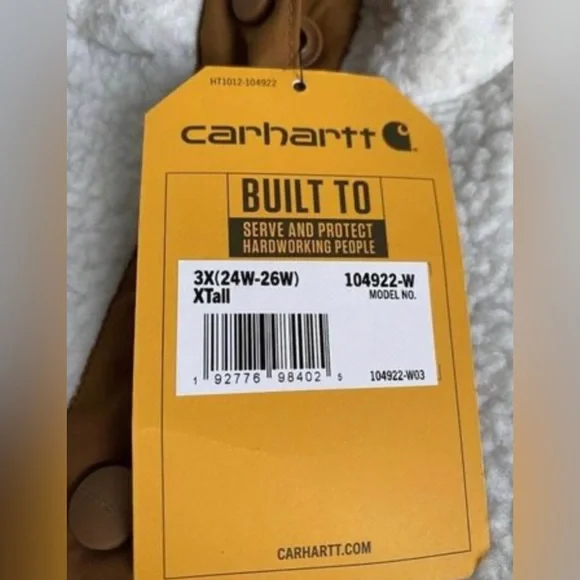 HT1012-104922
carhartt
BUILT TO
SERVE AND PROTECT
HARDWORKING PEOPLE
3X(24W-26W) 104922-W
XTall MODEL NO.
1 92776 98402 5 104922-W03
CARHARTT.COM